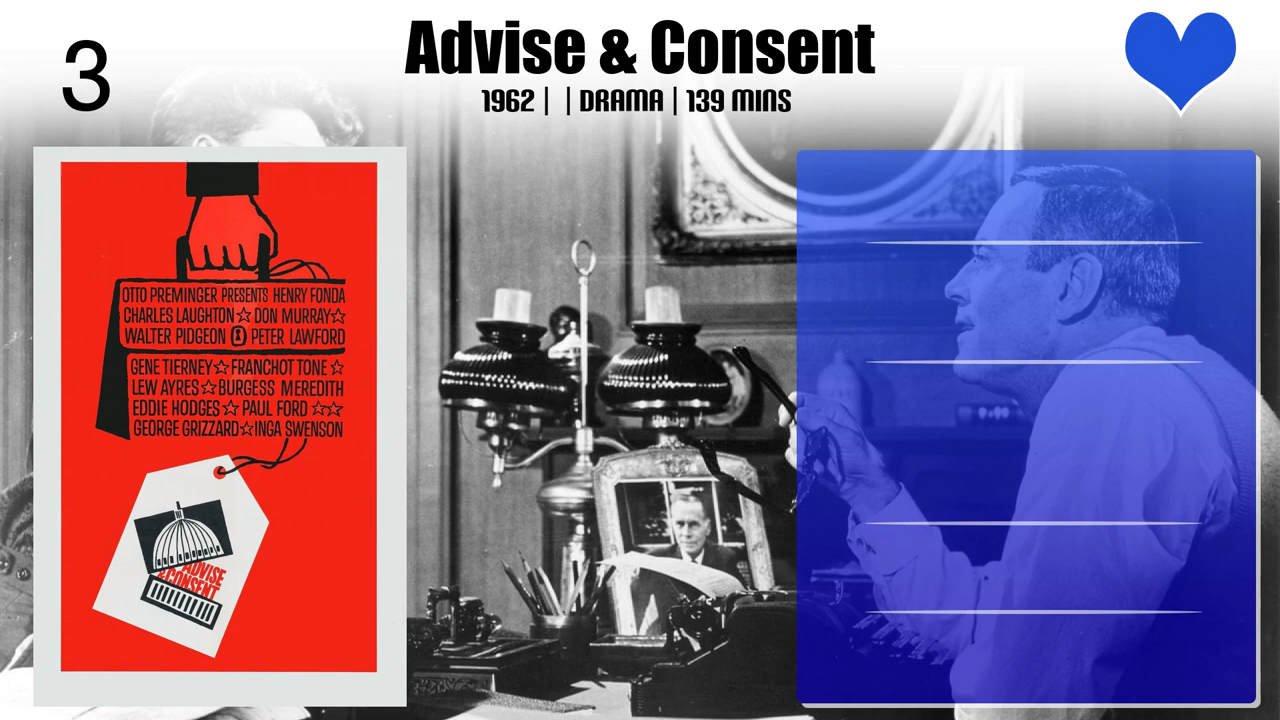 3
Advise & Consent
1962 | | DRAMA | 139 MINS
OTTO PREMINGER PRESENTS HENRY FONDA
CHARLES LAUGHTON☆DON MURRAY☆
WALTER PIDGEON PETER LAWFORD
GENE TIERNEY☆FRANCHOT TONE☆
LEW AYRES☆BURGESS MEREDITH
EDDIE HODGES☆PAUL FORD☆☆
GEORGE GRIZZARD☆INGA SWENSON
ADVISE
&CONSENT